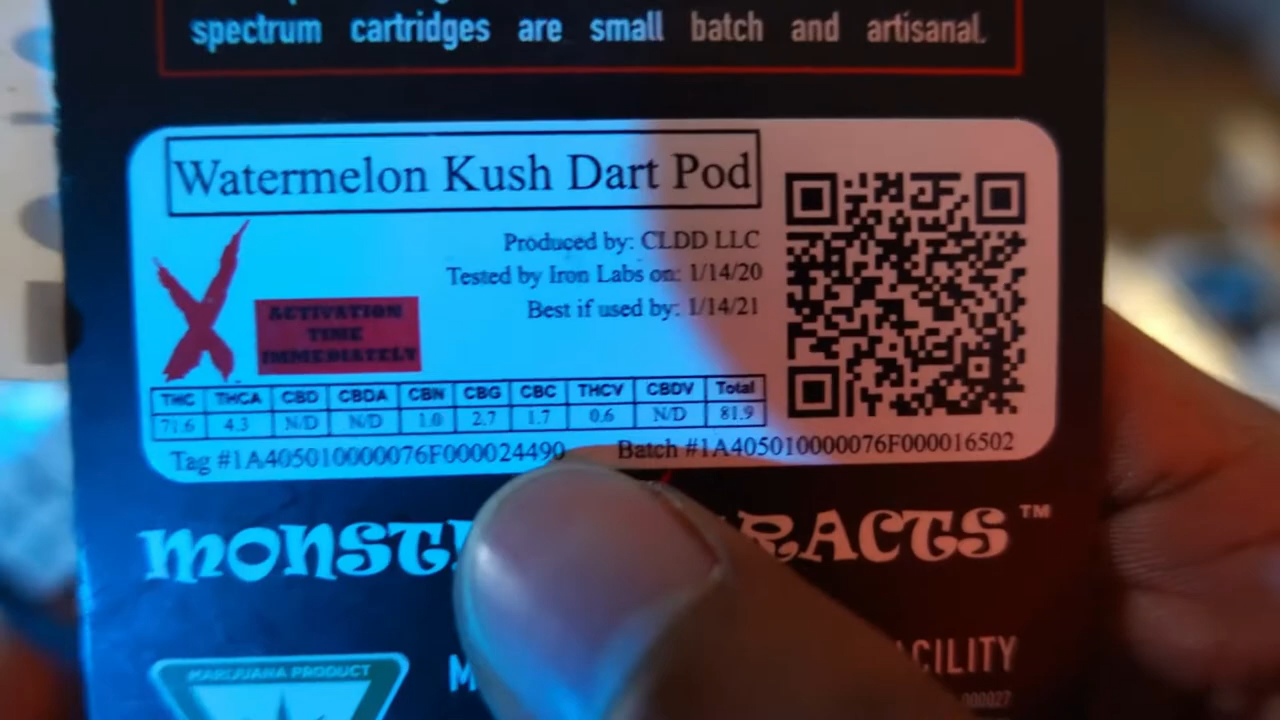 spectrum cartridges are small batch and artisanal.
Watermelon Kush Dart Pod
Produced by: CLDD LLC
Tested by Iron Labs on: 1/14/20
Best if used by: 1/14/21
ACTIVATION
TIME
IMMEDIATELY
THC THCA CBD CBDA CBN CBG CBC THCV CBDV Total
71.6 4.3 N/D N/D 1.0 2.7 1.7 0.6 N/D 81.9
Tag #1A405010000076F000024490 Batch #1A405010000076F000016502
MARIJUANA PRODUCT